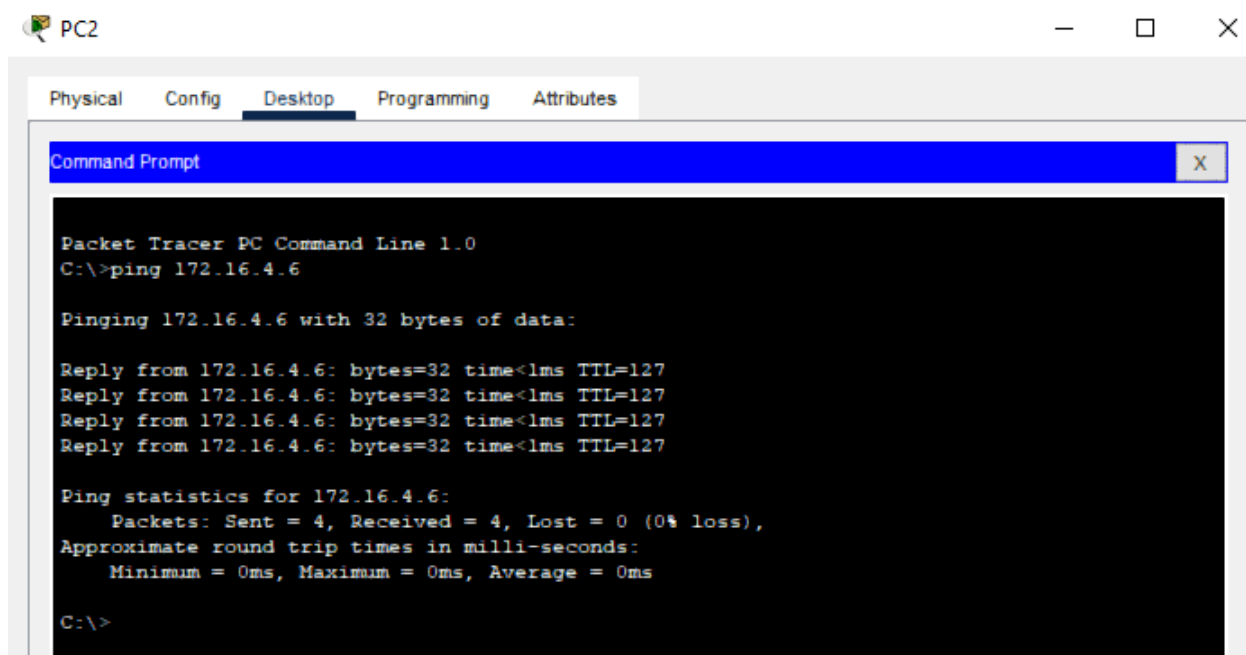 PC2
Physical Config Desktop Programming Attributes
Command Prompt X
Packet Tracer PC Command Line 1.0
C:\>ping 172.16.4.6
Pinging 172.16.4.6 with 32 bytes of data:
Reply from 172.16.4.6: bytes=32 time<1ms TTL=127
Reply from 172.16.4.6: bytes=32 time<1ms TTL=127
Reply from 172.16.4.6: bytes=32 time<1ms TTL=127
Reply from 172.16.4.6: bytes=32 time<1ms TTL=127
Ping statistics for 172.16.4.6:
Packets: Sent = 4, Received = 4, Lost = 0 (0% loss),
Approximate round trip times in milli-seconds:
Minimum = 0ms, Maximum = 0ms, Average = 0ms
C:\>